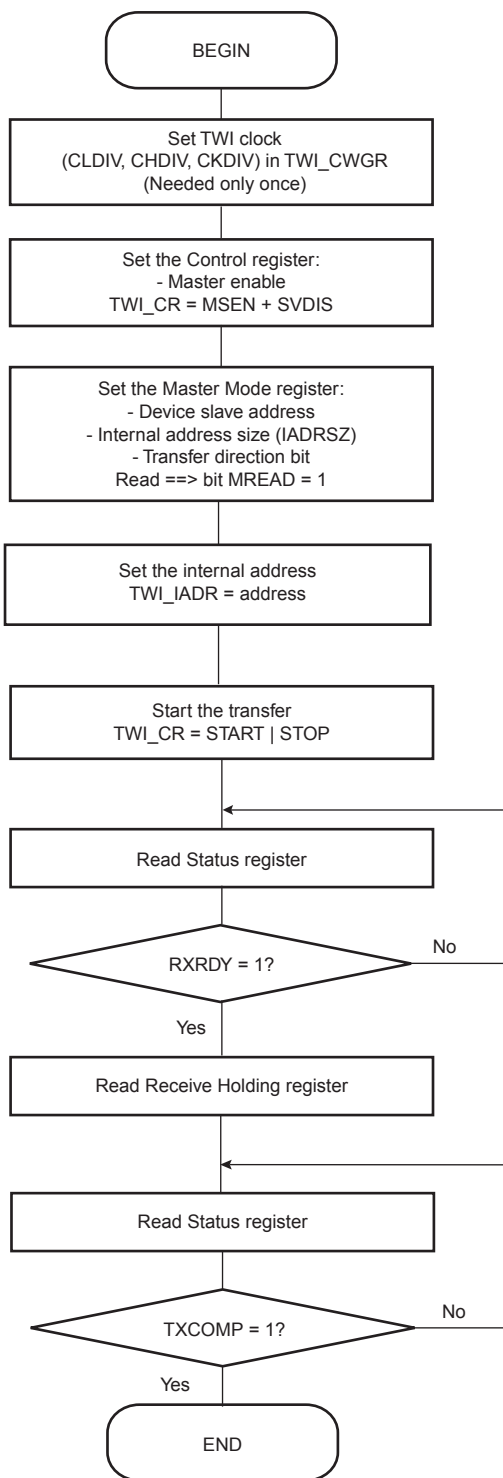 BEGIN
Set TWI clock
(CLDIV, CHDIV, CKDIV) in TWI_CWGR
(Needed only once)
Set the Control register:
- Master enable
TWI_CR = MSEN + SVDIS
Set the Master Mode register:
- Device slave address
- Internal address size (IADRSZ)
- Transfer direction bit
Read ==> bit MREAD = 1
Set the internal address
TWI_IADR = address
Start the transfer
TWI_CR = START | STOP
Read Status register
RXRDY = 1?
No
Yes
Read Receive Holding register
Read Status register
TXCOMP = 1?
No
Yes
END